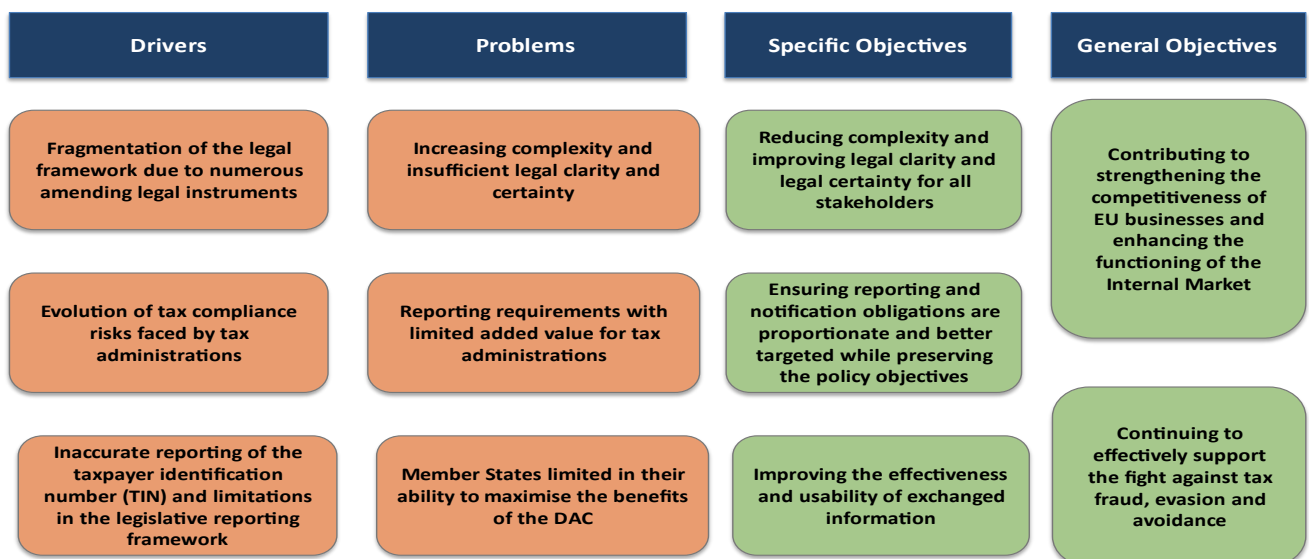 Drivers
Problems
Specific Objectives
General Objectives
Fragmentation of the legal
framework due to numerous
amending legal instruments
Increasing complexity and
insufficient legal clarity and
certainty
Reducing complexity and
improving legal clarity and
legal certainty for all
stakeholders
Contributing to
strengthening the
competitiveness of
EU businesses and
enhancing the
functioning of the
Internal Market
Evolution of tax compliance
risks faced by tax
administrations
Reporting requirements with
limited added value for tax
administrations
Ensuring reporting and
notification obligations are
proportionate and better
targeted while preserving
the policy objectives
Inaccurate reporting of the
taxpayer identification
number (TIN) and limitations
in the legislative reporting
framework
Member States limited in their
ability to maximise the benefits
of the DAC
Improving the effectiveness
and usability of exchanged
information
Continuing to
effectively support
the fight against tax
fraud, evasion and
avoidance